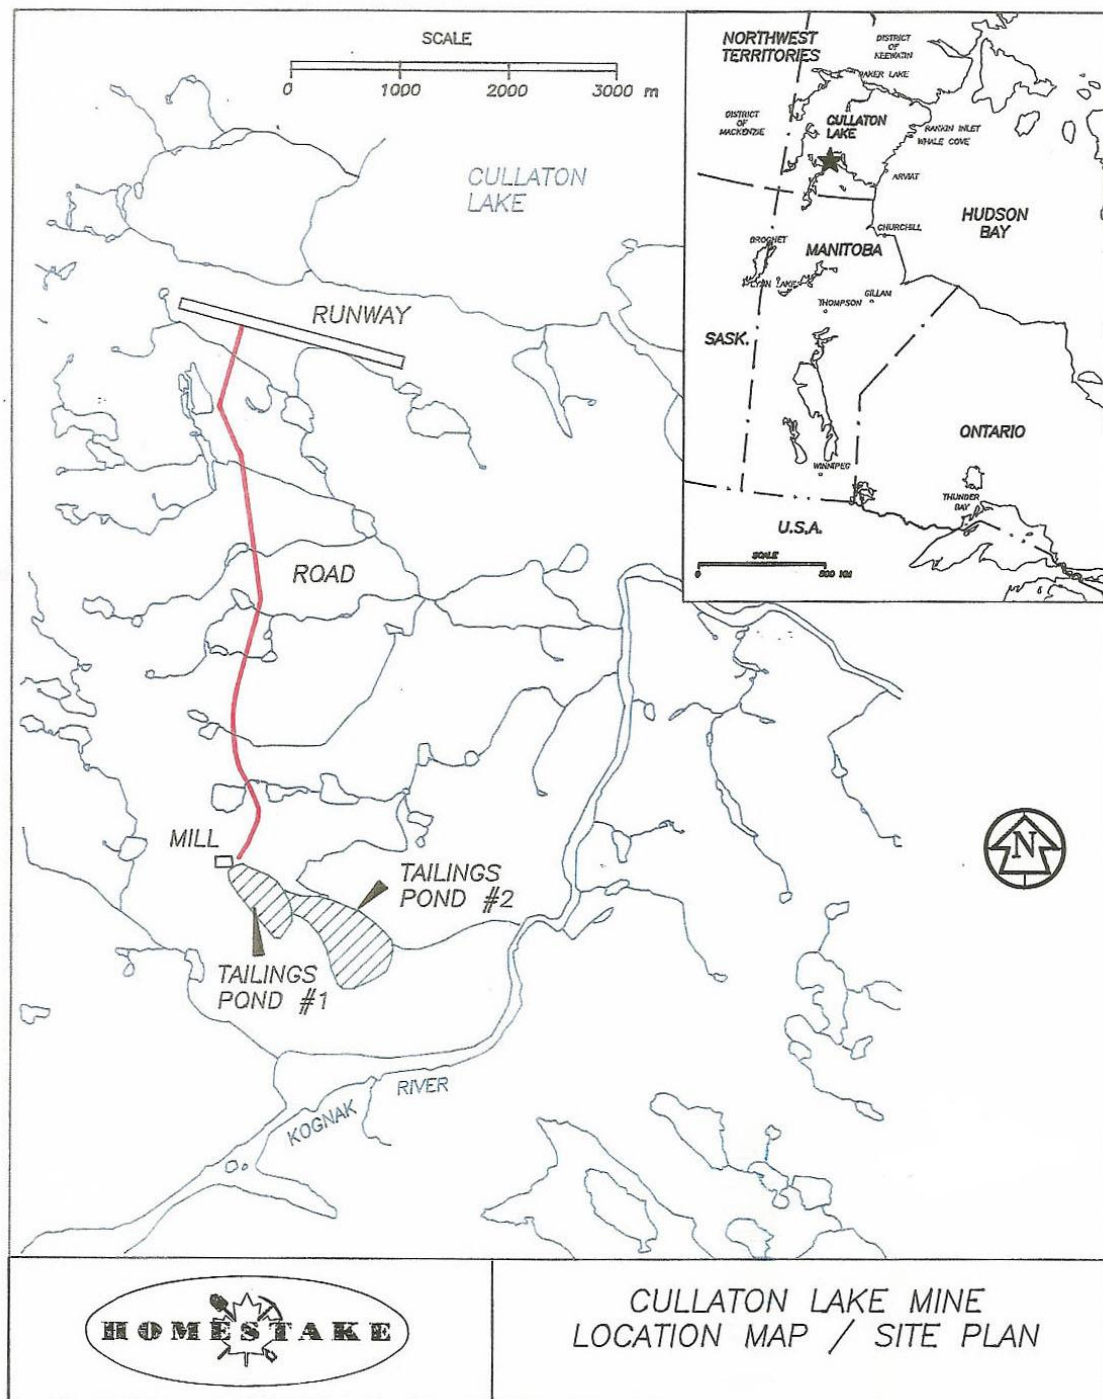 SCALE
0 1000 2000 3000 m
CULLATON
LAKE
RUNWAY
ROAD
MILL
TAILINGS
POND #2
TAILINGS
POND #1
KOGNAK
RIVER
NORTHWEST
TERRITORIES
DISTRICT
OF
KEEWATIN
BAKER LAKE
DISTRICT
OF
MACKENZIE
CULLATON
LAKE
RANKIN INLET
WHALE COVE
ARVIAT
HUDSON
BAY
CHURCHILL
BROCHET
MANITOBA
LYNN LAKE
GILLAM
THOMPSON
SASK.
ONTARIO
WINNIPEG
THUNDER
BAY
U.S.A.
SCALE
0 500 KM
N
HOMESTAKE
CULLATON LAKE MINE
LOCATION MAP / SITE PLAN